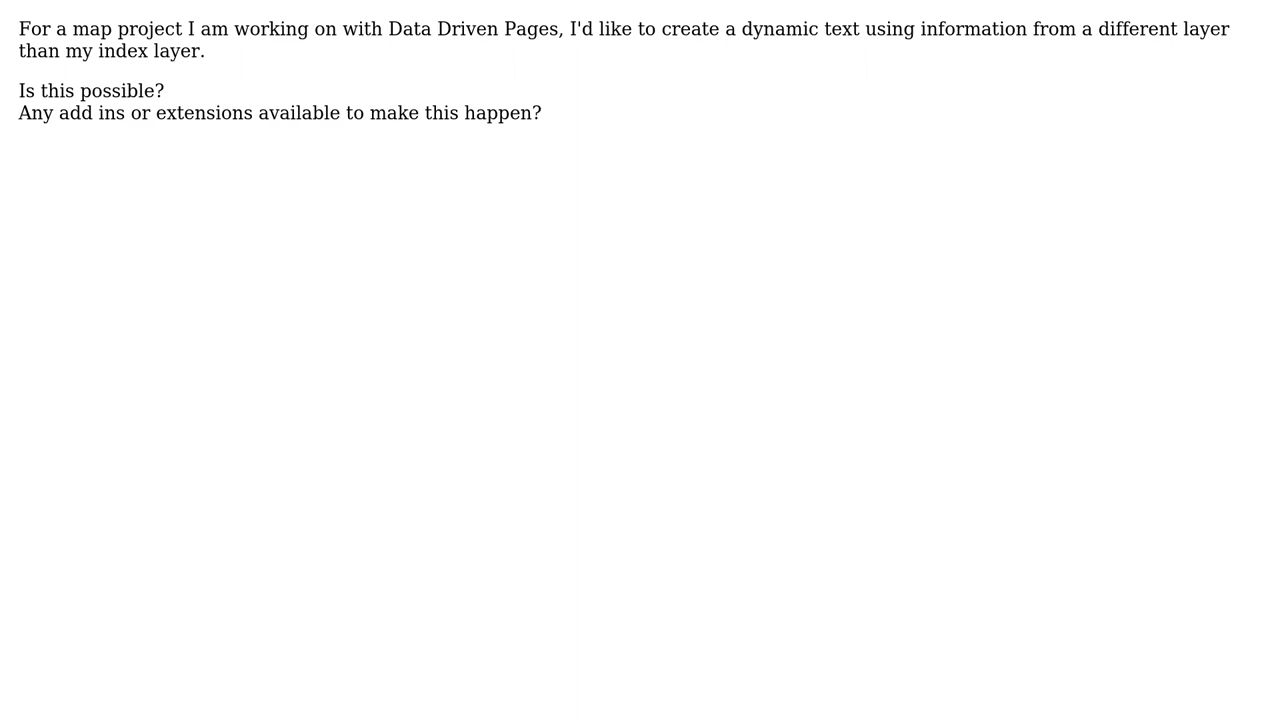 For a map project I am working on with Data Driven Pages, I'd like to create a dynamic text using information from a different layer
than my index layer.
Is this possible?
Any add ins or extensions available to make this happen?